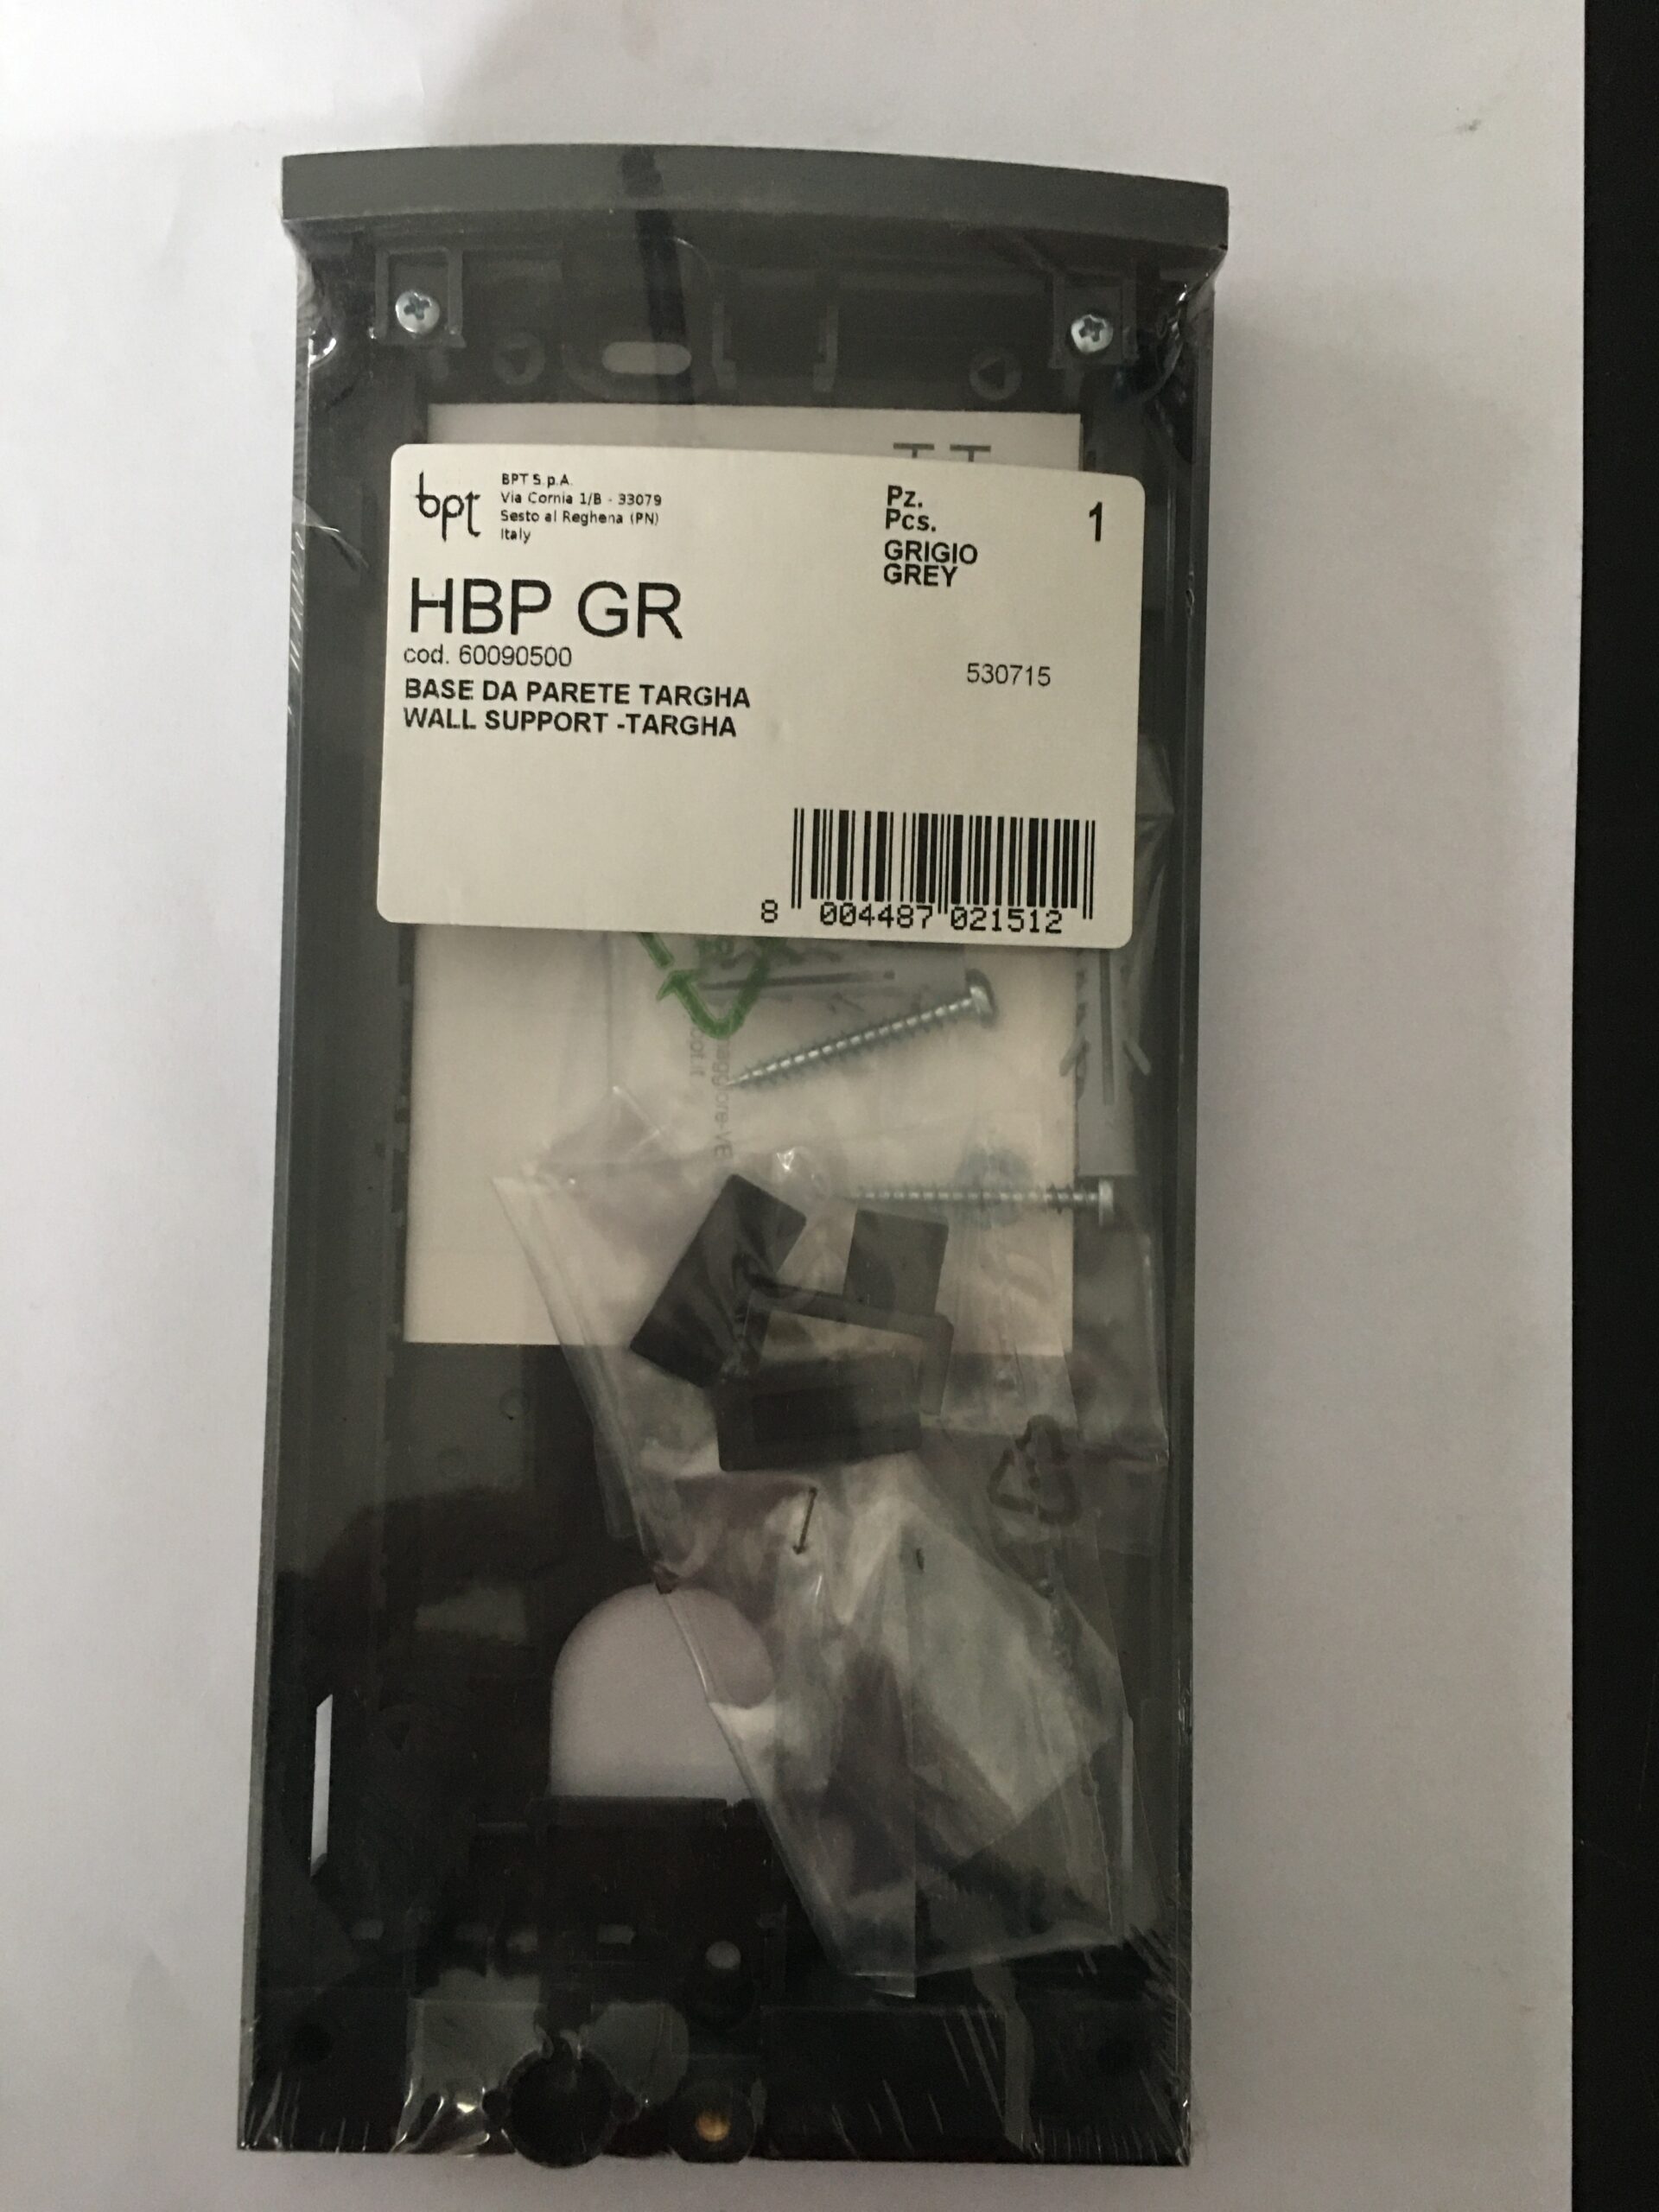 bpt
BPT S.p.A.
Via Cornia 1/B - 33079
Sesto al Reghena (PN)
Italy
Pz.
Pcs.
1
GRIGIO
GREY
HBP GR
cod. 60090500
530715
BASE DA PARETE TARGHA
WALL SUPPORT -TARGHA
8 004487 021512